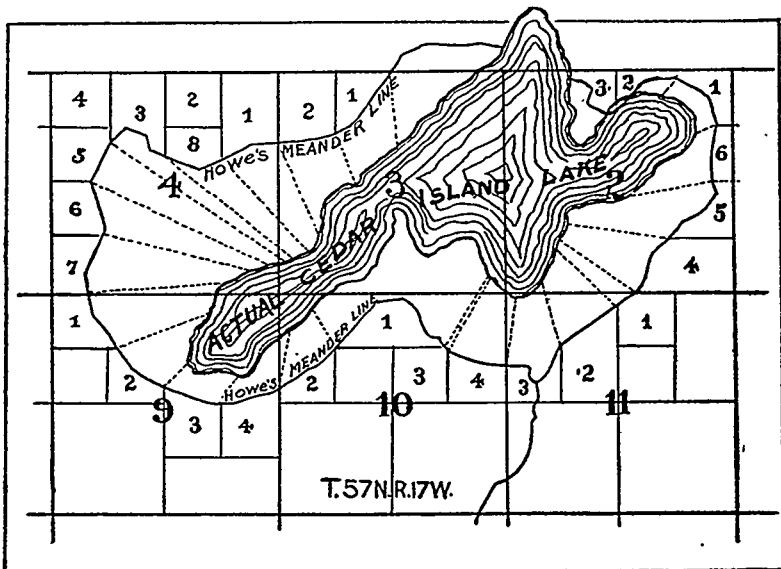 4 3 2 1 2 1 3. 2 1
8
HOWE'S MEANDER LINE
5 4 6
6 3 2 5
7 4
ACTUAL CEDAR ISLAND LAKE
1 2 3 4
HOWE'S MEANDER LINE
2 1 3 4 3 2 1
9 10 11
T.57N.R.17W.